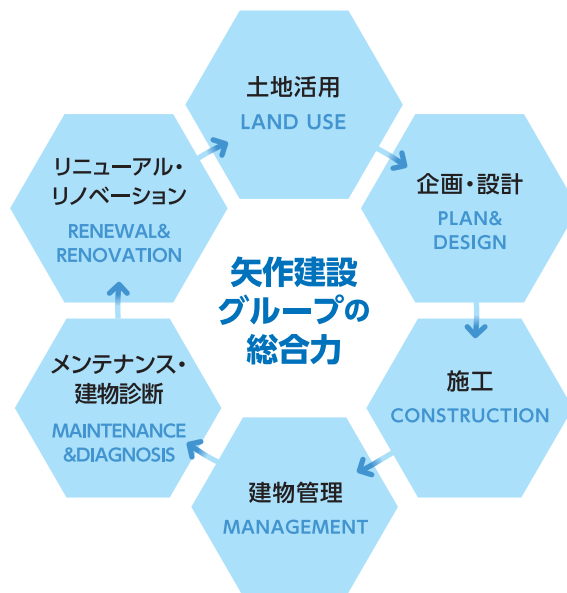 土地活用
LAND USE
企画・設計
PLAN&
DESIGN
施工
CONSTRUCTION
建物管理
MANAGEMENT
メンテナンス・
建物診断
MAINTENANCE
&DIAGNOSIS
リニューアル・
リノベーション
RENEWAL&
RENOVATION
矢作建設
グループの
総合力